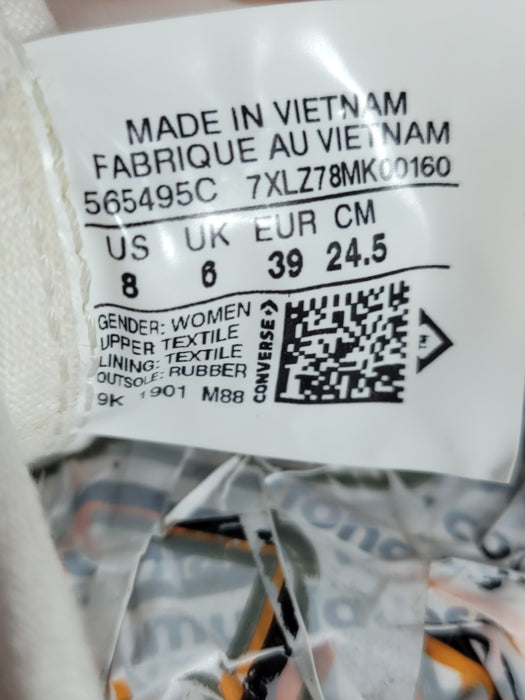 MADE IN VIETNAM
FABRIQUE AU VIETNAM
565495C 7XLZ78MK00160
US UK EUR CM
8 6 39 24.5
GENDER: WOMEN
UPPER TEXTILE
LINING: TEXTILE
OUTSOLE: RUBBER
9K 1901 M88
CONVERSE